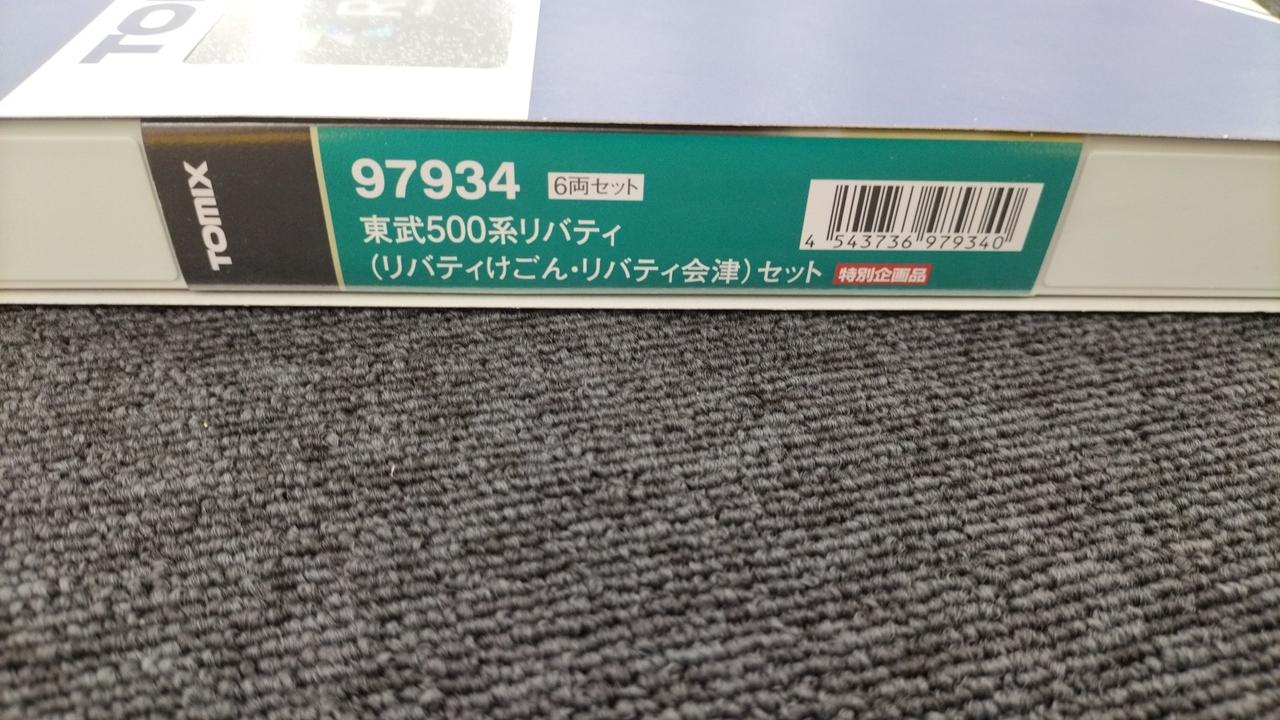 TOMIX
97934 6両セット
東武500系リバティ
(リバティけごん・リバティ会津)セット 特別企画品
4 543736 979340